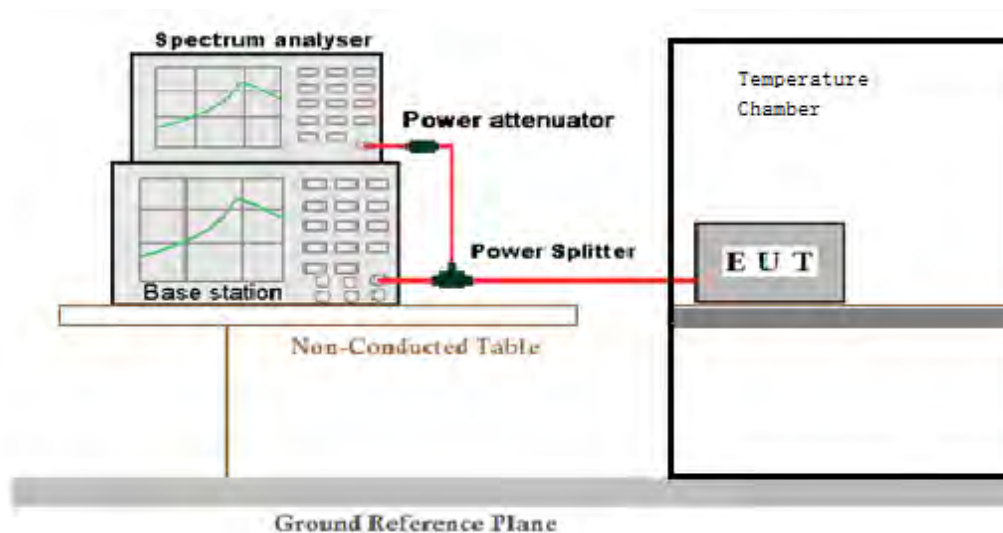 Spectrum analyser
Temperature
Chamber
Power attenuator
Power Splitter
E U T
Base station
Non-Conducted Table
Ground Reference Plane